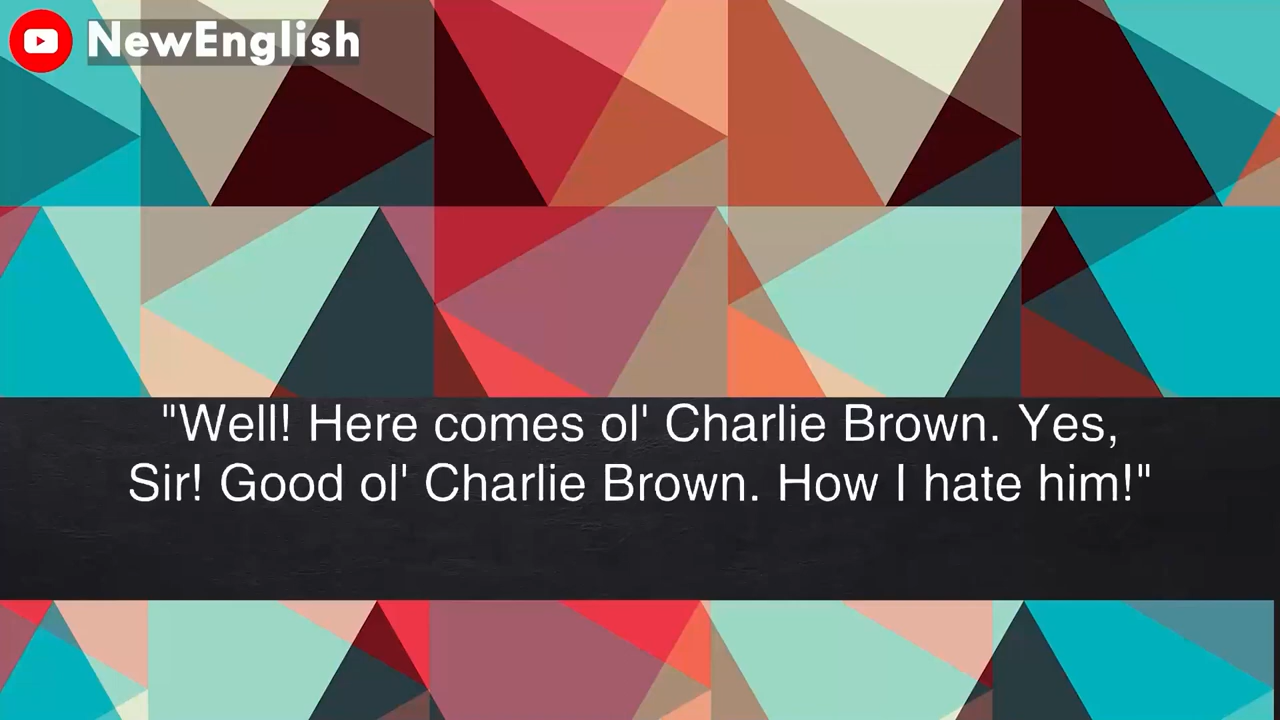 NewEnglish
"Well! Here comes ol' Charlie Brown. Yes,
Sir! Good ol' Charlie Brown. How I hate him!"